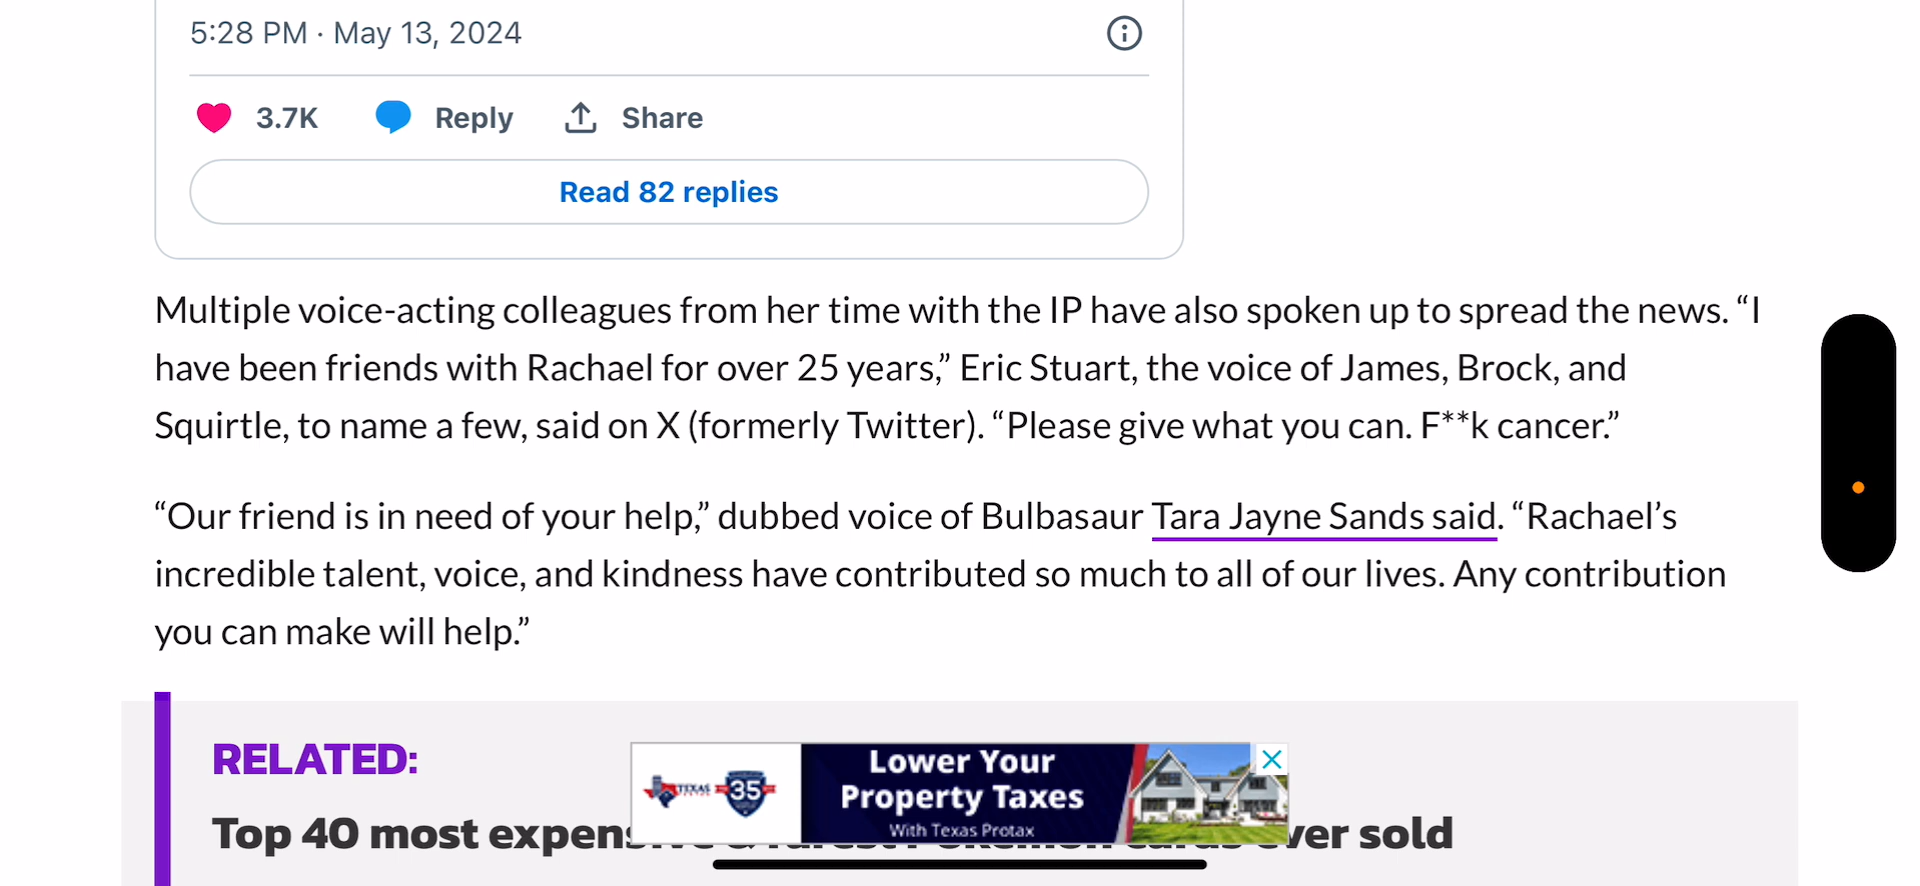 5:28 PM · May 13, 2024
3.7K Reply Share
Read 82 replies
Multiple voice-acting colleagues from her time with the IP have also spoken up to spread the news. “I
have been friends with Rachael for over 25 years,” Eric Stuart, the voice of James, Brock, and
Squirtle, to name a few, said on X (formerly Twitter). “Please give what you can. F**k cancer.”
“Our friend is in need of your help,” dubbed voice of Bulbasaur Tara Jayne Sands said. “Rachael’s
incredible talent, voice, and kindness have contributed so much to all of our lives. Any contribution
you can make will help.”
RELATED:
TEXAS 35
Lower Your
Property Taxes
With Texas Protax
Top 40 most sold